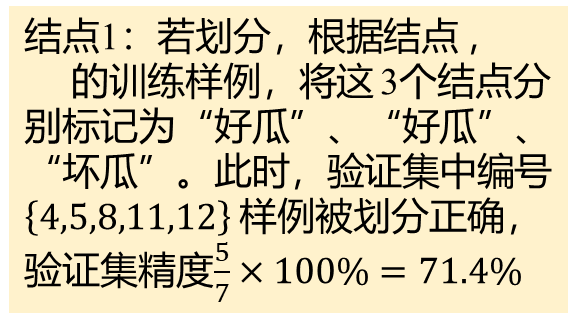 结点1：若划分，根据结点 ,
的训练样例，将这 3个结点分
别标记为“好瓜”、“好瓜”、
“坏瓜”。此时，验证集中编号
{4,5,8,11,12} 样例被划分正确，
验证集精度5/7 × 100% = 71.4%